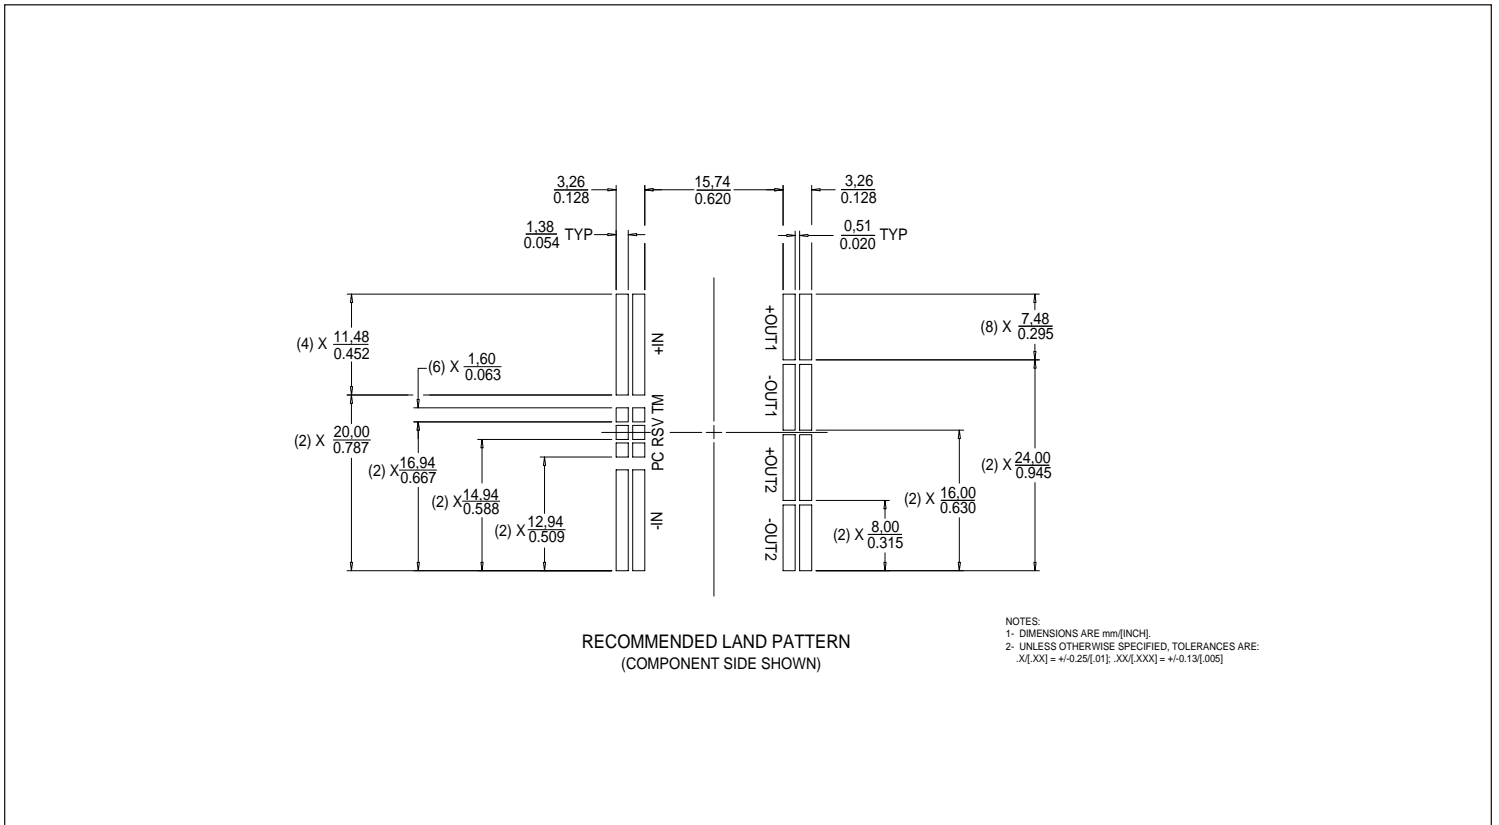 3,26
0.128
15,74
0.620
3,26
0.128
1,38
0.054 TYP
0,51
0.020 TYP
(4) X 11,48
0.452
(6) X 1,60
0.063
(2) X 20,00
0.787
(2) X 16,94
0.667
(2) X 14,94
0.588
(2) X 12,94
0.509
+IN
PC RSV TM
-IN
+OUT1
-OUT1
+OUT2
-OUT2
(8) X 7,48
0.295
(2) X 24,00
0.945
(2) X 16,00
0.630
(2) X 8,00
0.315
RECOMMENDED LAND PATTERN
(COMPONENT SIDE SHOWN)
NOTES:
1- DIMENSIONS ARE mm/[INCH].
2- UNLESS OTHERWISE SPECIFIED, TOLERANCES ARE:
.X/[.XX] = +/-0.25/[.01]; .XX/[.XXX] = +/-0.13/[.005]